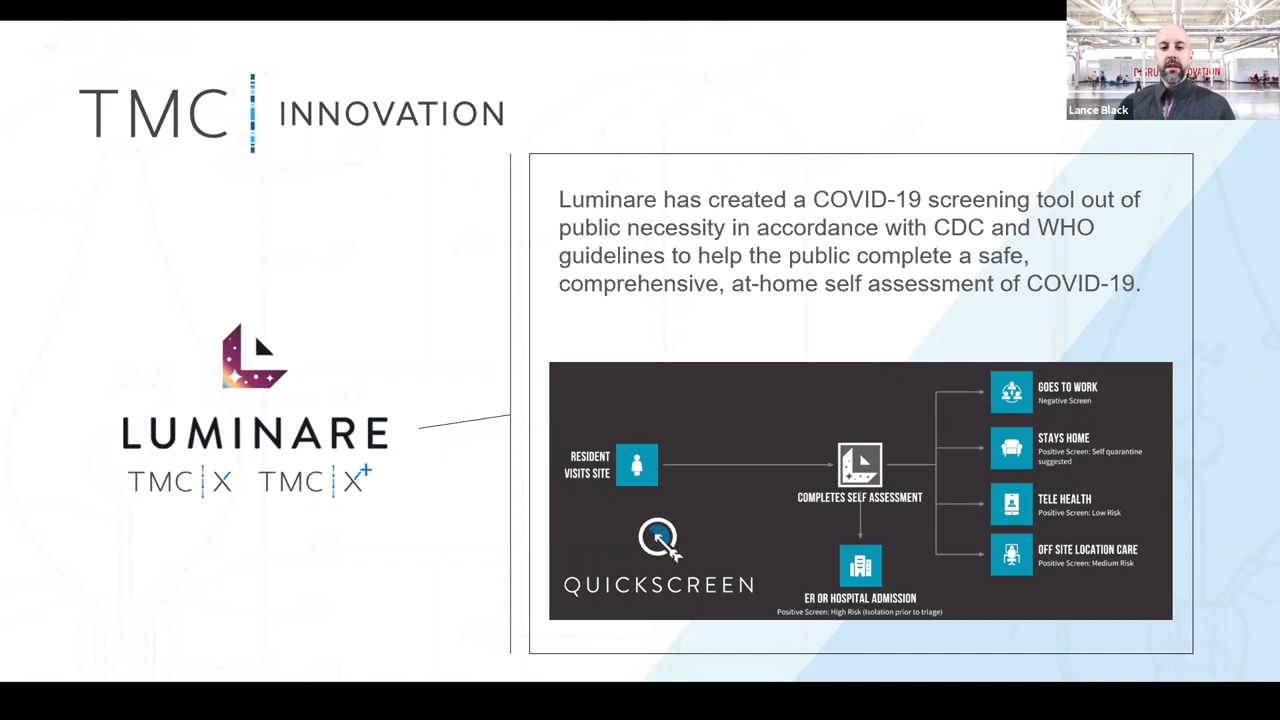 TMC INNOVATION
Lance Black
Luminare has created a COVID-19 screening tool out of
public necessity in accordance with CDC and WHO
guidelines to help the public complete a safe,
comprehensive, at-home self assessment of COVID-19.
LUMINARE
TMC X TMC X+
RESIDENT
VISITS SITE
COMPLETES SELF ASSESSMENT
GOES TO WORK
Negative Screen
STAYS HOME
Positive Screen: Self quarantine
suggested
TELE HEALTH
Positive Screen: Low Risk
OFF SITE LOCATION CARE
Positive Screen: Medium Risk
QUICKSCREEN
ER OR HOSPITAL ADMISSION
Positive Screen: High Risk (Isolation prior to triage)